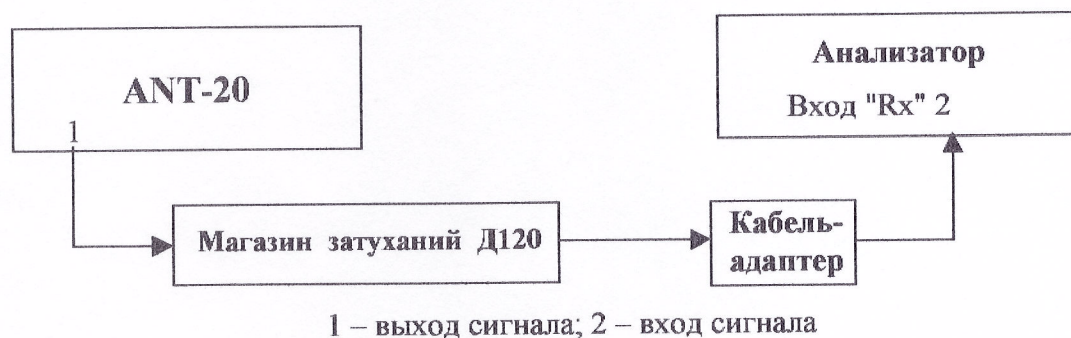 ANT-20
1
Анализатор
Вход "Rx" 2
Магазин затуханий Д120
Кабель-
адаптер
1 – выход сигнала; 2 – вход сигнала